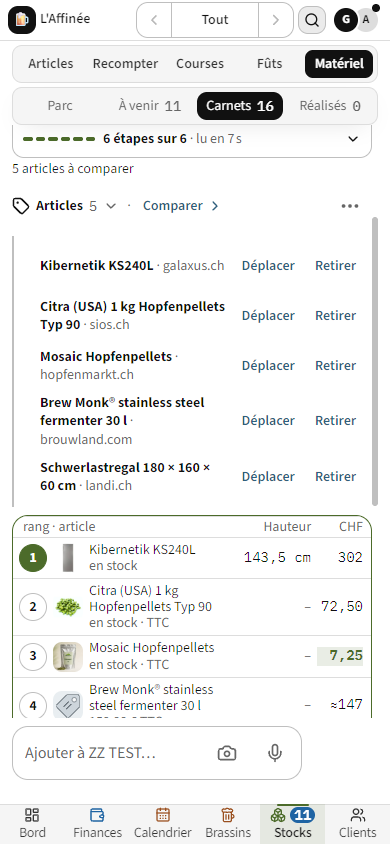 L'Affinée
Tout
G
A
Articles Recompter Courses Fûts Matériel
Parc À venir 11 Carnets 16 Réalisés 0
6 étapes sur 6 · lu en 7 s
5 articles à comparer
Articles 5 · Comparer
Kibernetik KS240L · galaxus.ch Déplacer Retirer
Citra (USA) 1 kg Hopfenpellets
Typ 90 · sios.ch Déplacer Retirer
Mosaic Hopfenpellets ·
hopfenmarkt.ch Déplacer Retirer
Brew Monk® stainless steel
fermenter 30 l ·
brouwland.com Déplacer Retirer
Schwerlastregal 180 × 160 ×
60 cm · landi.ch Déplacer Retirer
rang · article Hauteur CHF
1 Kibernetik KS240L
en stock 143,5 cm 302
2 Citra (USA) 1 kg
Hopfenpellets Typ 90
en stock · TTC – 72,50
3 Mosaic Hopfenpellets
en stock · TTC – 7,25
4 Brew Monk® stainless
steel fermenter 30 l – ≈147
Ajouter à ZZ TEST…
Bord Finances Calendrier Brassins Stocks 11 Clients